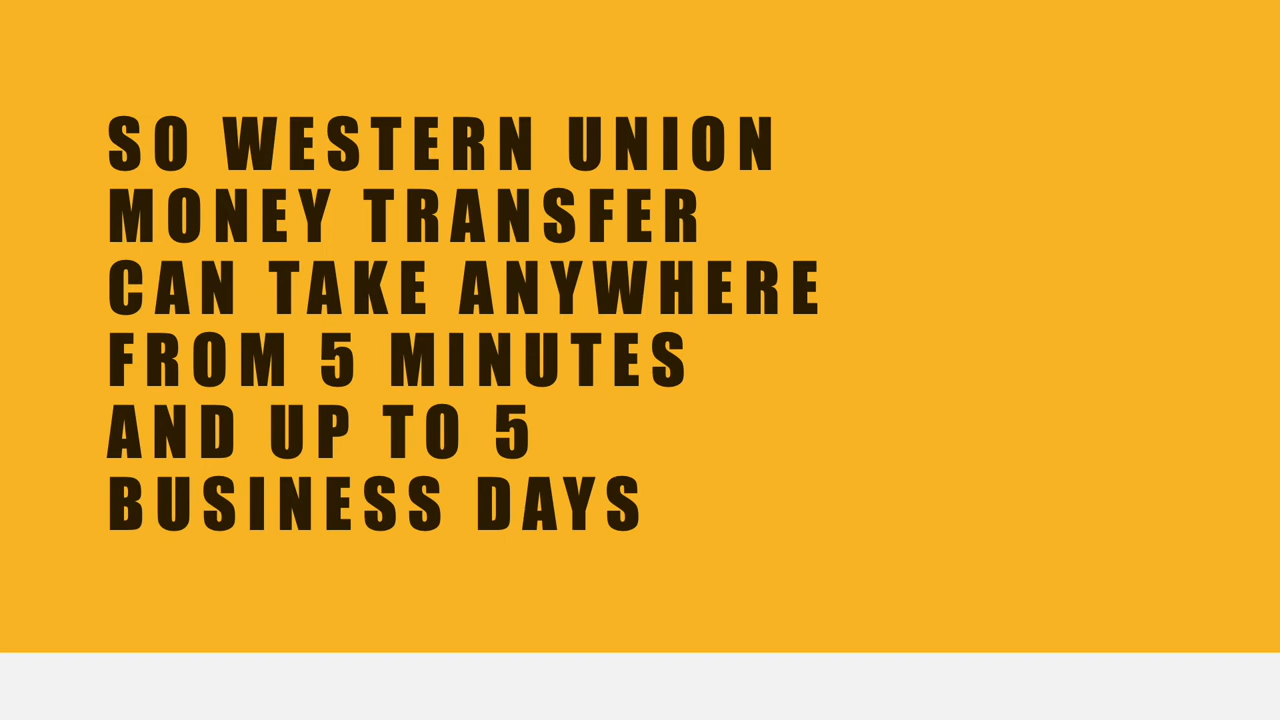 SO WESTERN UNION
MONEY TRANSFER
CAN TAKE ANYWHERE
FROM 5 MINUTES
AND UP TO 5
BUSINESS DAYS